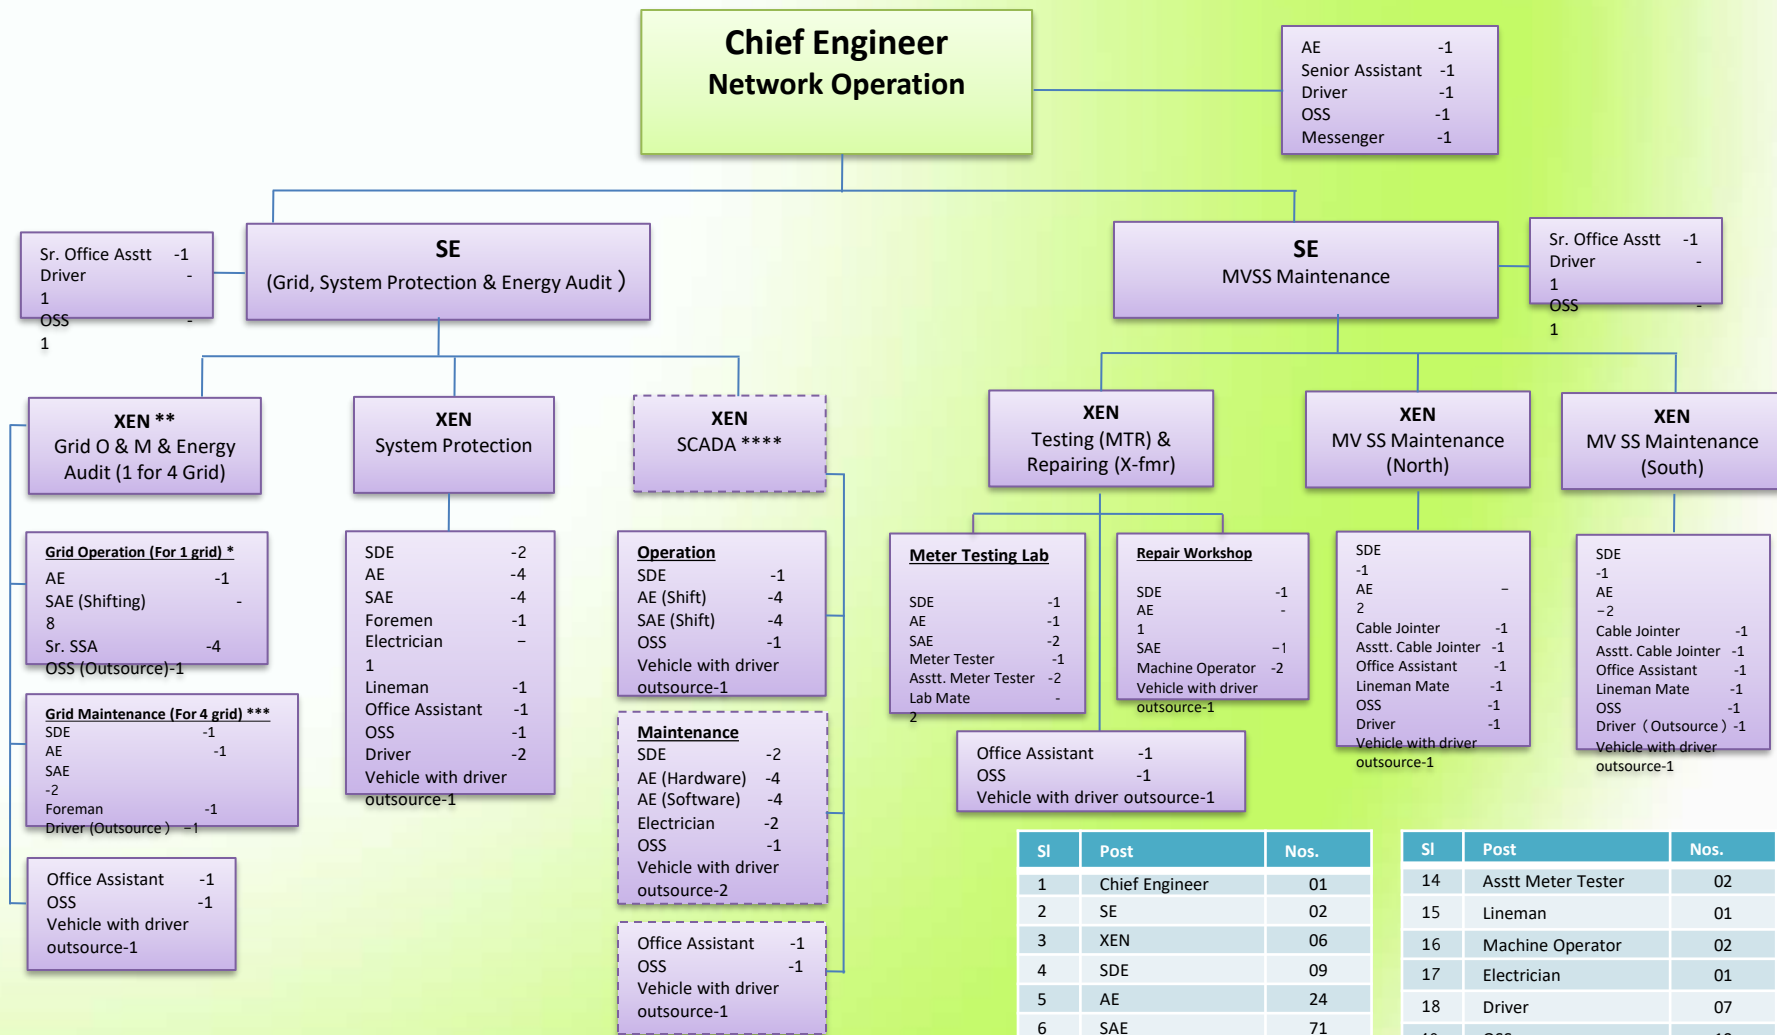 Chief Engineer
Network Operation
AE -1
Senior Assistant -1
Driver -1
OSS -1
Messenger -1
Sr. Office Asstt -1
Driver -
1
OSS -
1
SE
(Grid, System Protection & Energy Audit )
SE
MVSS Maintenance
Sr. Office Asstt -1
Driver -
1
OSS -
1
XEN **
Grid O & M & Energy
Audit (1 for 4 Grid)
XEN
System Protection
XEN
SCADA ****
XEN
Testing (MTR) &
Repairing (X-fmr)
XEN
MV SS Maintenance
(North)
XEN
MV SS Maintenance
(South)
Grid Operation (For 1 grid) *
AE -1
SAE (Shifting) -
8
Sr. SSA -4
OSS (Outsource)-1
Grid Maintenance (For 4 grid) ***
SDE -1
AE -1
SAE
-2
Foreman -1
Driver (Outsource ) –1
Office Assistant -1
OSS -1
Vehicle with driver
outsource-1
SDE -2
AE -4
SAE -4
Foremen -1
Electrician –
1
Lineman -1
Office Assistant -1
OSS -1
Driver -2
Vehicle with driver
outsource-1
Operation
SDE -1
AE (Shift) -4
SAE (Shift) -4
OSS -1
Vehicle with driver
outsource-1
Maintenance
SDE -2
AE (Hardware) -4
AE (Software) -4
Electrician -2
OSS -1
Vehicle with driver
outsource-2
Office Assistant -1
OSS -1
Vehicle with driver
outsource-1
Meter Testing Lab
SDE -1
AE -1
SAE -2
Meter Tester -1
Asstt. Meter Tester -2
Lab Mate -
2
Repair Workshop
SDE -1
AE -
1
SAE –1
Machine Operator -2
Vehicle with driver
outsource-1
Office Assistant -1
OSS -1
Vehicle with driver outsource-1
SDE
-1
AE –
2
Cable Jointer -1
Asstt. Cable Jointer -1
Office Assistant -1
Lineman Mate -1
OSS -1
Driver -1
Vehicle with driver
outsource-1
SDE
-1
AE
–2
Cable Jointer -1
Asstt. Cable Jointer -1
Office Assistant -1
Lineman Mate -1
OSS -1
Driver ( Outsource ) -1
Vehicle with driver
outsource-1
Sl Post Nos.
1 Chief Engineer 01
2 SE 02
3 XEN 06
4 SDE 09
5 AE 24
6 SAE 71
Sl Post Nos.
14 Asstt Meter Tester 02
15 Lineman 01
16 Machine Operator 02
17 Electrician 01
18 Driver 07